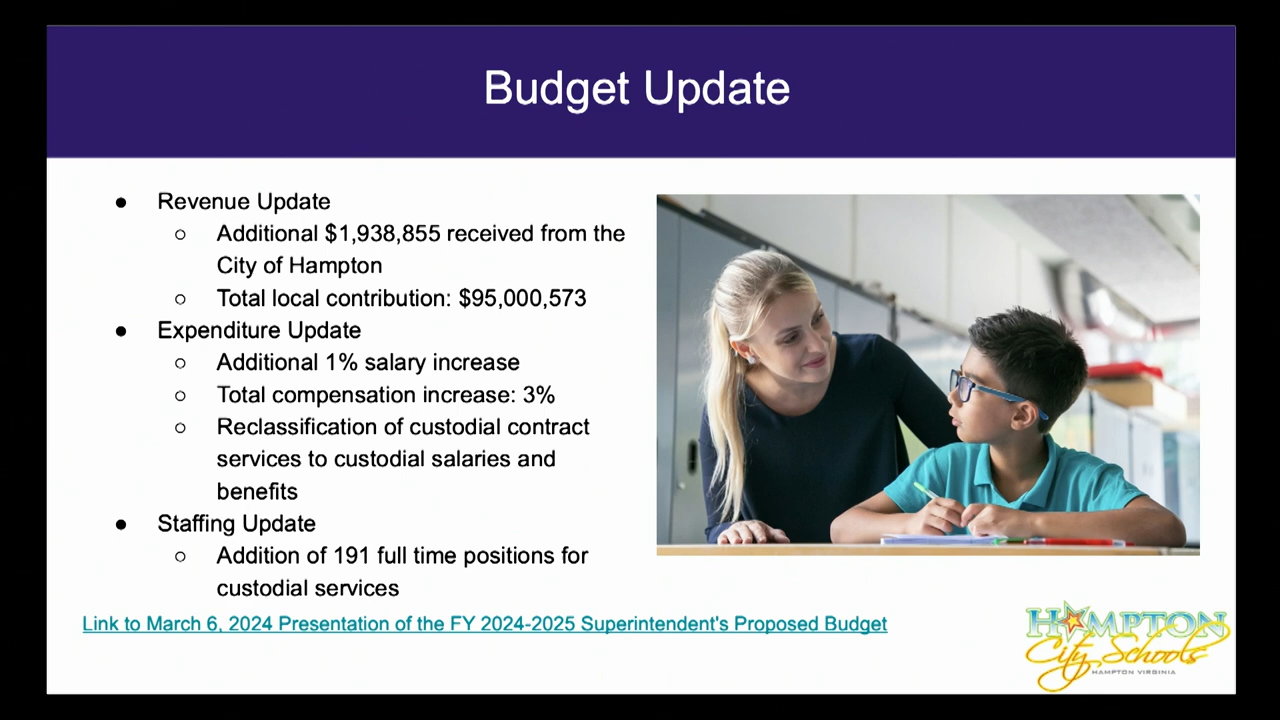 Budget Update
● Revenue Update
○ Additional $1,938,855 received from the
City of Hampton
○ Total local contribution: $95,000,573
● Expenditure Update
○ Additional 1% salary increase
○ Total compensation increase: 3%
○ Reclassification of custodial contract
services to custodial salaries and
benefits
● Staffing Update
○ Addition of 191 full time positions for
custodial services
Link to March 6, 2024 Presentation of the FY 2024-2025 Superintendent's Proposed Budget
HAMPTON
City Schools
HAMPTON VIRGINIA